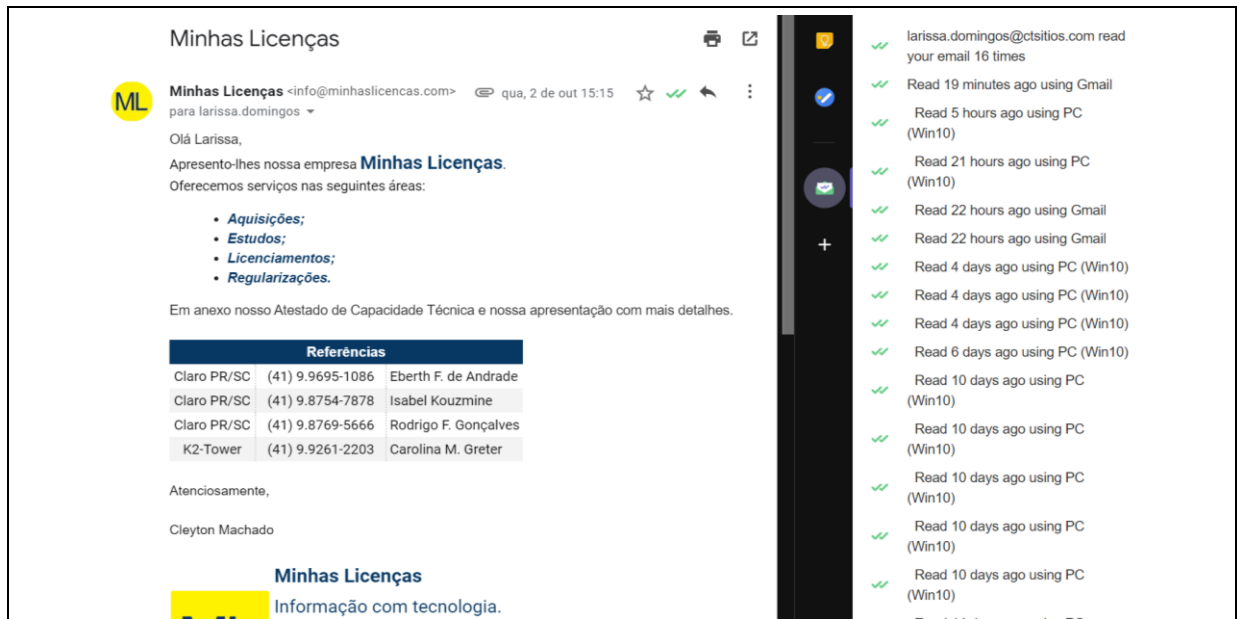 Minhas Licenças
ML
Minhas Licenças <info@minhaslicencas.com> qua, 2 de out 15:15
para larissa.domingos
Olá Larissa,
Apresento-lhes nossa empresa Minhas Licenças.
Oferecemos serviços nas seguintes áreas:
• Aquisições;
• Estudos;
• Licenciamentos;
• Regularizações.
Em anexo nosso Atestado de Capacidade Técnica e nossa apresentação com mais detalhes.
Referências
Claro PR/SC (41) 9.9695-1086 Eberth F. de Andrade
Claro PR/SC (41) 9.8754-7878 Isabel Kouzmine
Claro PR/SC (41) 9.8769-5666 Rodrigo F. Gonçalves
K2-Tower (41) 9.9261-2203 Carolina M. Greter
Atenciosamente,
Cleyton Machado
Minhas Licenças
Informação com tecnologia.
larissa.domingos@ctsitios.com read
your email 16 times
Read 19 minutes ago using Gmail
Read 5 hours ago using PC
(Win10)
Read 21 hours ago using PC
(Win10)
Read 22 hours ago using Gmail
Read 22 hours ago using Gmail
Read 4 days ago using PC (Win10)
Read 4 days ago using PC (Win10)
Read 4 days ago using PC (Win10)
Read 6 days ago using PC (Win10)
Read 10 days ago using PC
(Win10)
Read 10 days ago using PC
(Win10)
Read 10 days ago using PC
(Win10)
Read 10 days ago using PC
(Win10)
Read 10 days ago using PC
(Win10)